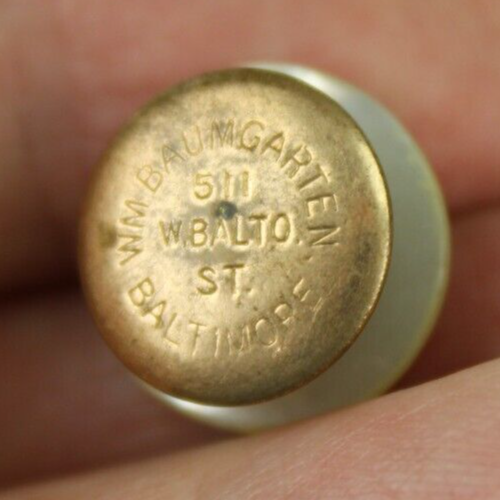 WM BAUMGARTEN
511
W. BALTO.
ST.
BALTIMORE